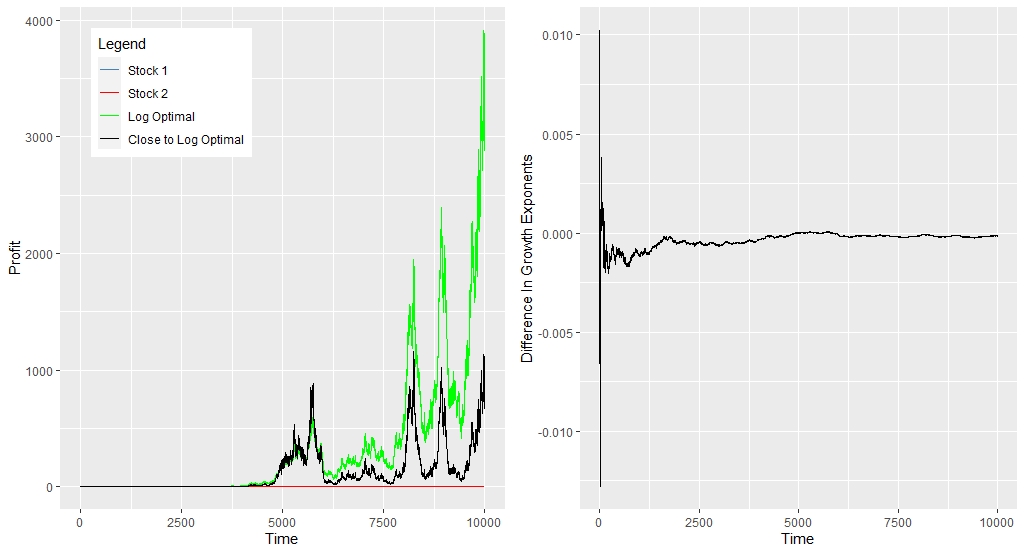 4000
3000
2000
1000
0
Profit
Legend
Stock 1
Stock 2
Log Optimal
Close to Log Optimal
0
2500
5000
7500
10000
Time
0.010
0.005
0.000
-0.005
-0.010
Difference In Growth Exponents
0
2500
5000
7500
10000
Time